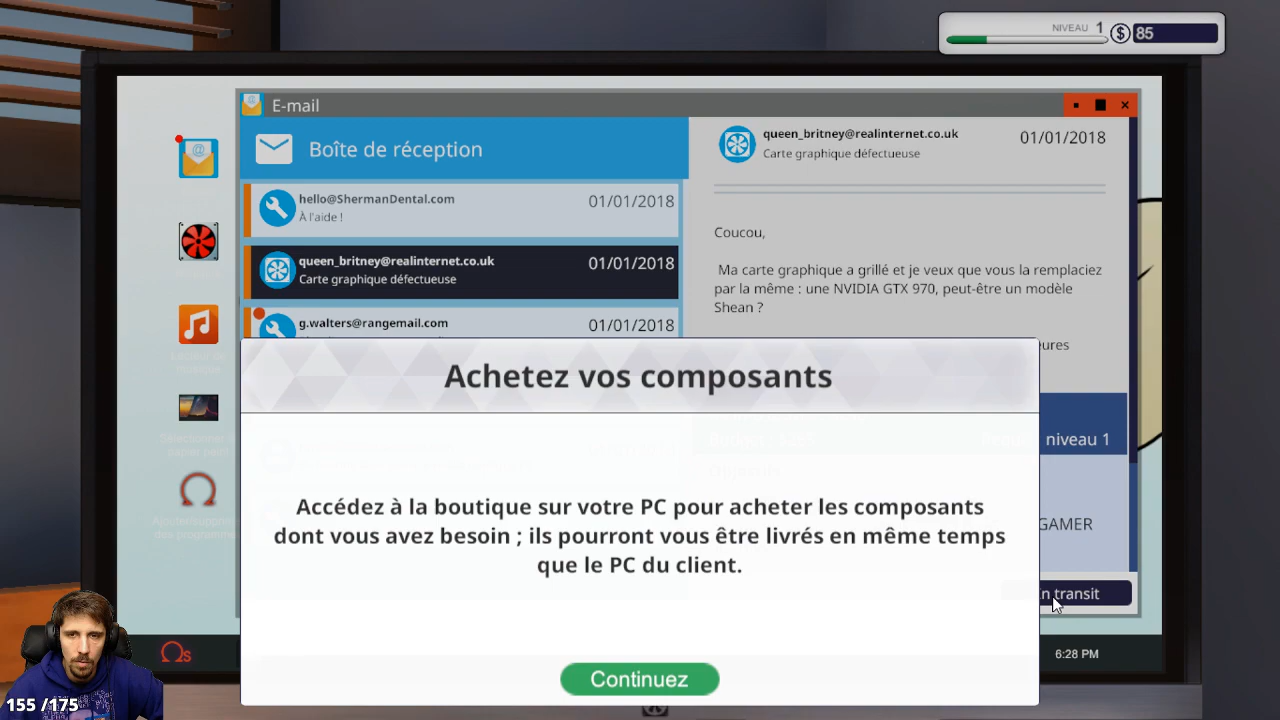 NIVEAU 1 $ 85
E-mail
Boîte de réception
hello@ShermanDental.com 01/01/2018
À l'aide !
queen_britney@realinternet.co.uk 01/01/2018
Carte graphique défectueuse
g.walters@rangemail.com 01/01/2018
queen_britney@realinternet.co.uk 01/01/2018
Carte graphique défectueuse
Coucou,
Ma carte graphique a grillé et je veux que vous la remplaciez
par la même : une NVIDIA GTX 970, peut-être un modèle
Shean ?
niveau 1
GAMER
n transit
Achetez vos composants
Accédez à la boutique sur votre PC pour acheter les composants
dont vous avez besoin ; ils pourront vous être livrés en même temps
que le PC du client.
Continuez
Ωs
6:28 PM
155 /175